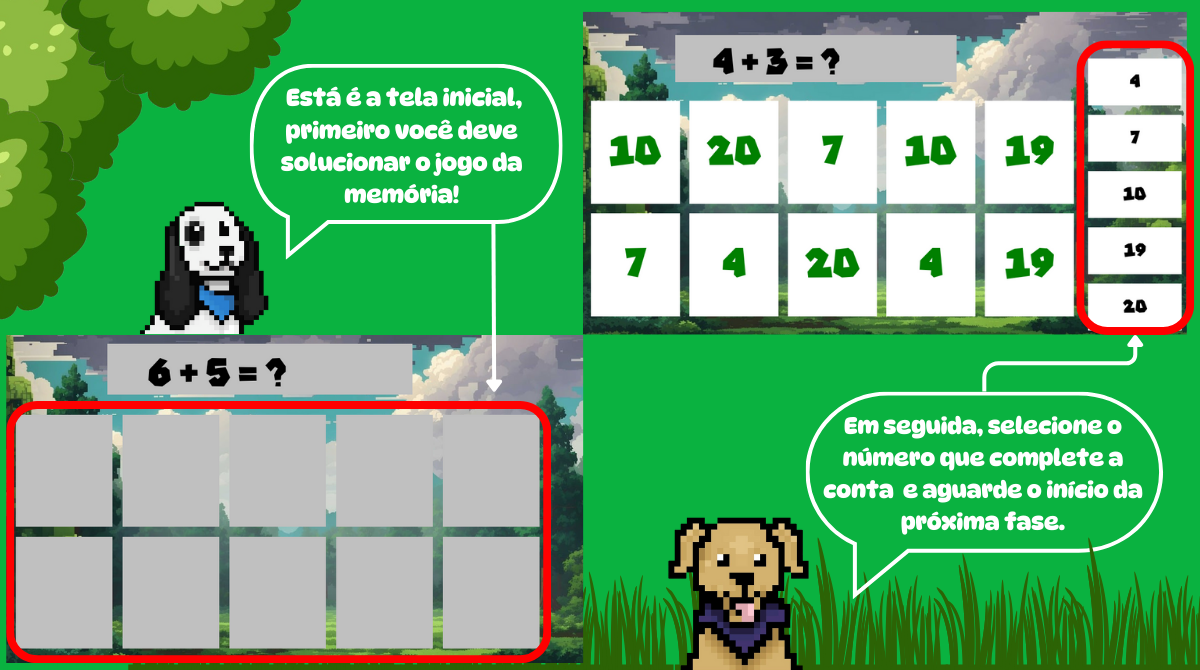 Está é a tela inicial,
primeiro você deve
solucionar o jogo da
memória!
4 + 3 = ?
10 20 7 10 19
7 4 20 4 19
4
7
10
19
20
6 + 5 = ?
Em seguida, selecione o
número que complete a
conta e aguarde o início da
próxima fase.